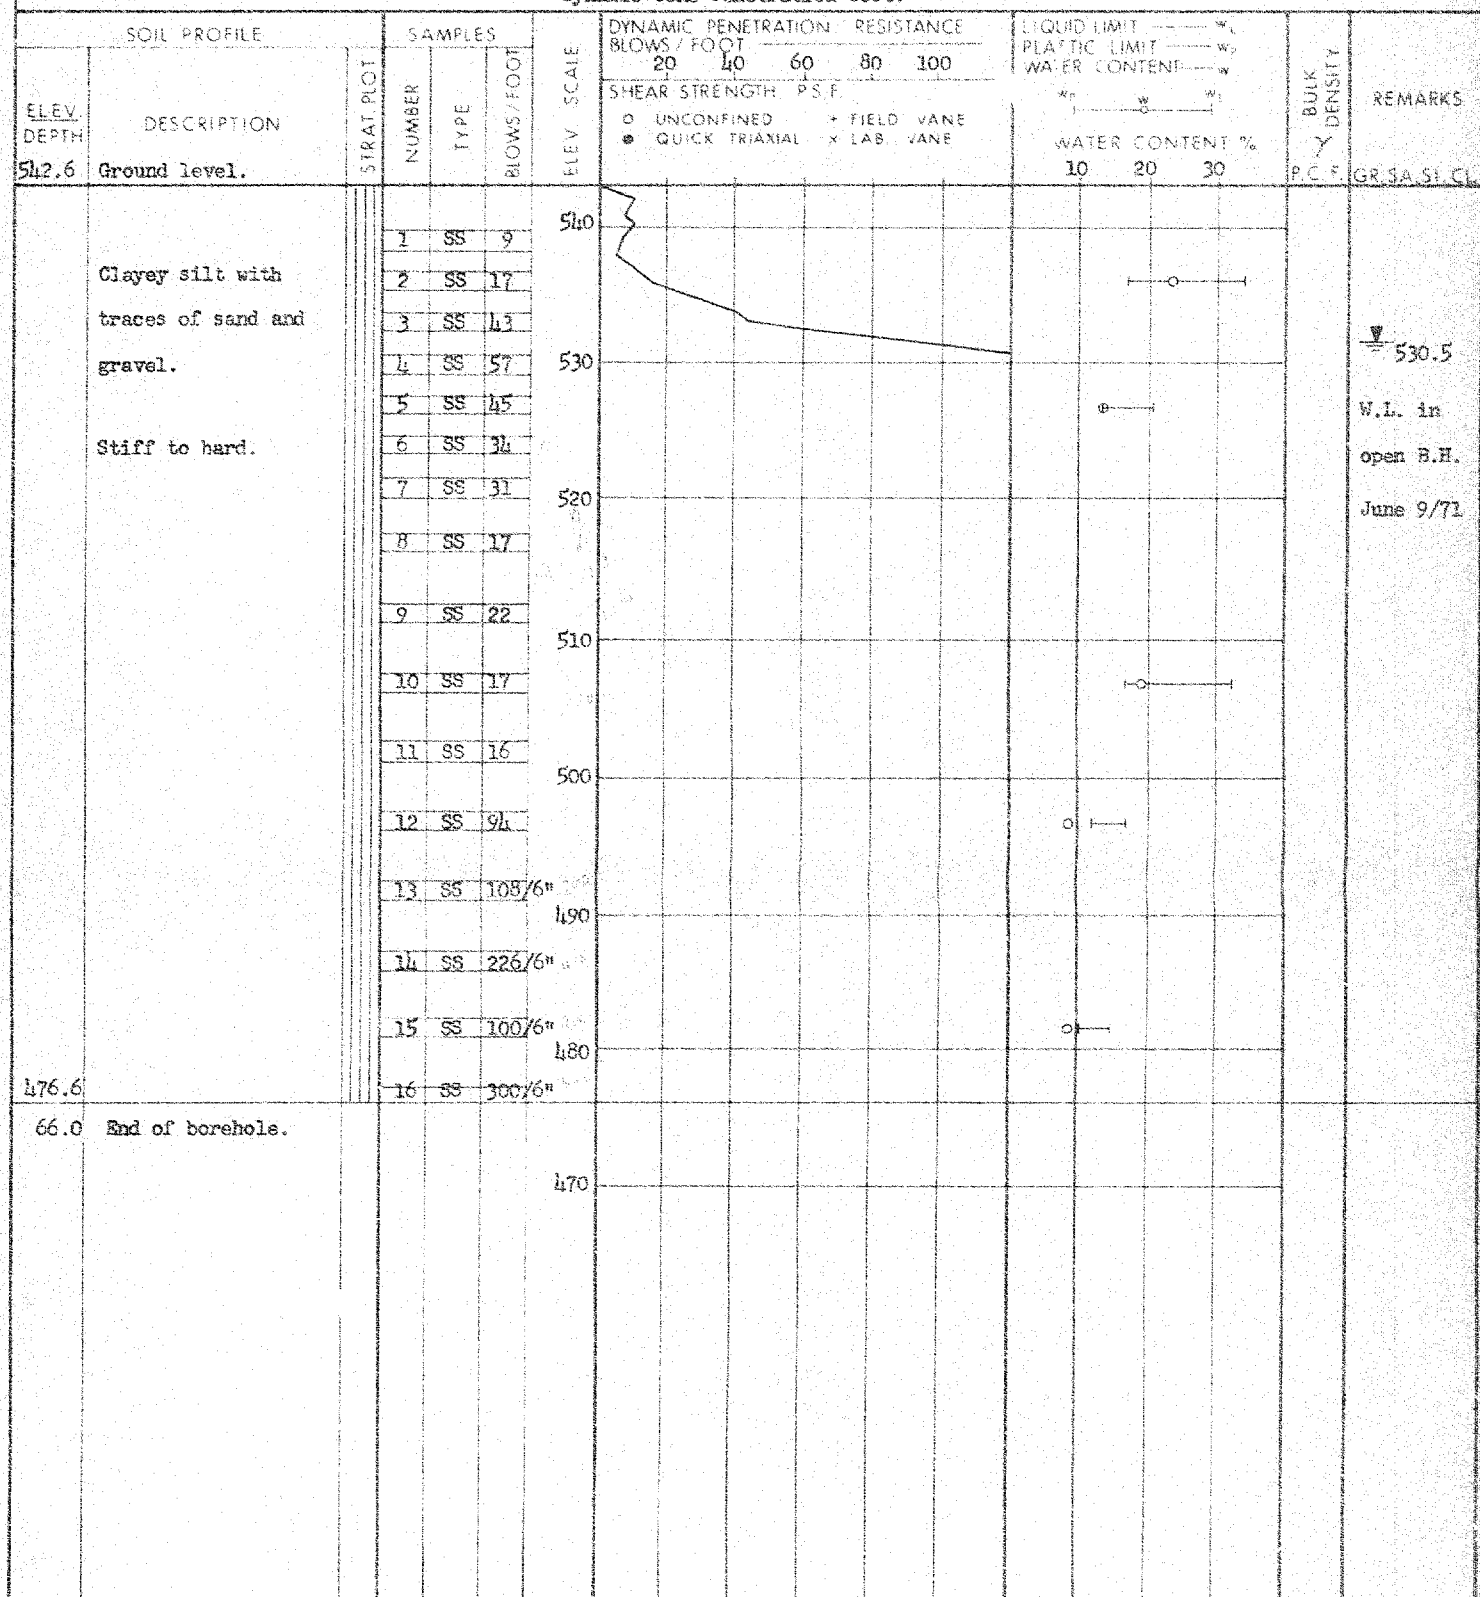 Dynamic Cone Penetration test.
SOIL PROFILE
SAMPLES
ELEV. DEPTH
DESCRIPTION
STRAT. PLOT
NUMBER
TYPE
BLOWS / FOOT
ELEV. SCALE
DYNAMIC PENETRATION RESISTANCE
BLOWS / FOOT
20 40 60 80 100
SHEAR STRENGTH P.S.F.
○ UNCONFINED + FIELD VANE
● QUICK TRIAXIAL × LAB. VANE
LIQUID LIMIT
PLASTIC LIMIT
WATER CONTENT w
w
WATER CONTENT %
10 20 30
BULK DENSITY
γ
P.C.F.
REMARKS
GR.SA.SI.CL.
542.6 Ground level.
540
1 SS 9
Clayey silt with
2 SS 17
traces of sand and
3 SS 43
gravel.
4 SS 57
530
530.5
5 SS 45
W.L. in
Stiff to hard.
6 SS 34
open B.H.
7 SS 31
520
June 9/71
8 SS 17
9 SS 22
510
10 SS 17
11 SS 16
500
12 SS 94
13 SS 108/6"
490
14 SS 226/6"
15 SS 100/6"
480
476.6
16 SS 300/6"
66.0 End of borehole.
470